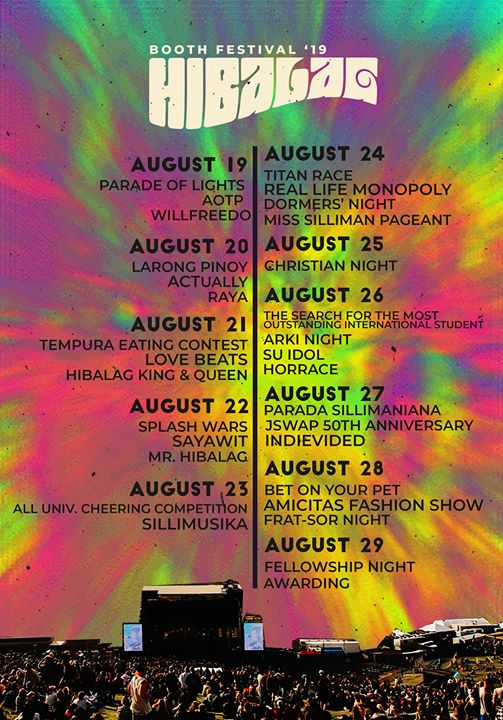 BOOTH FESTIVAL '19
HIBALAG
AUGUST 19
PARADE OF LIGHTS
AOTP
WILLFREEDO
AUGUST 20
LARONG PINOY
ACTUALLY
RAYA
AUGUST 21
TEMPURA EATING CONTEST
LOVE BEATS
HIBALAG KING & QUEEN
AUGUST 22
SPLASH WARS
SAYAWIT
MR. HIBALAG
AUGUST 23
ALL UNIV. CHEERING COMPETITION
SILLIMUSIKA
AUGUST 24
TITAN RACE
REAL LIFE MONOPOLY
DORMERS' NIGHT
MISS SILLIMAN PAGEANT
AUGUST 25
CHRISTIAN NIGHT
AUGUST 26
THE SEARCH FOR THE MOST
OUTSTANDING INTERNATIONAL STUDENT
ARKI NIGHT
SU IDOL
HORRACE
AUGUST 27
PARADA SILLIMANIANA
JSWAP 50TH ANNIVERSARY
INDIEVIDED
AUGUST 28
BET ON YOUR PET
AMICITAS FASHION SHOW
FRAT-SOR NIGHT
AUGUST 29
FELLOWSHIP NIGHT
AWARDING